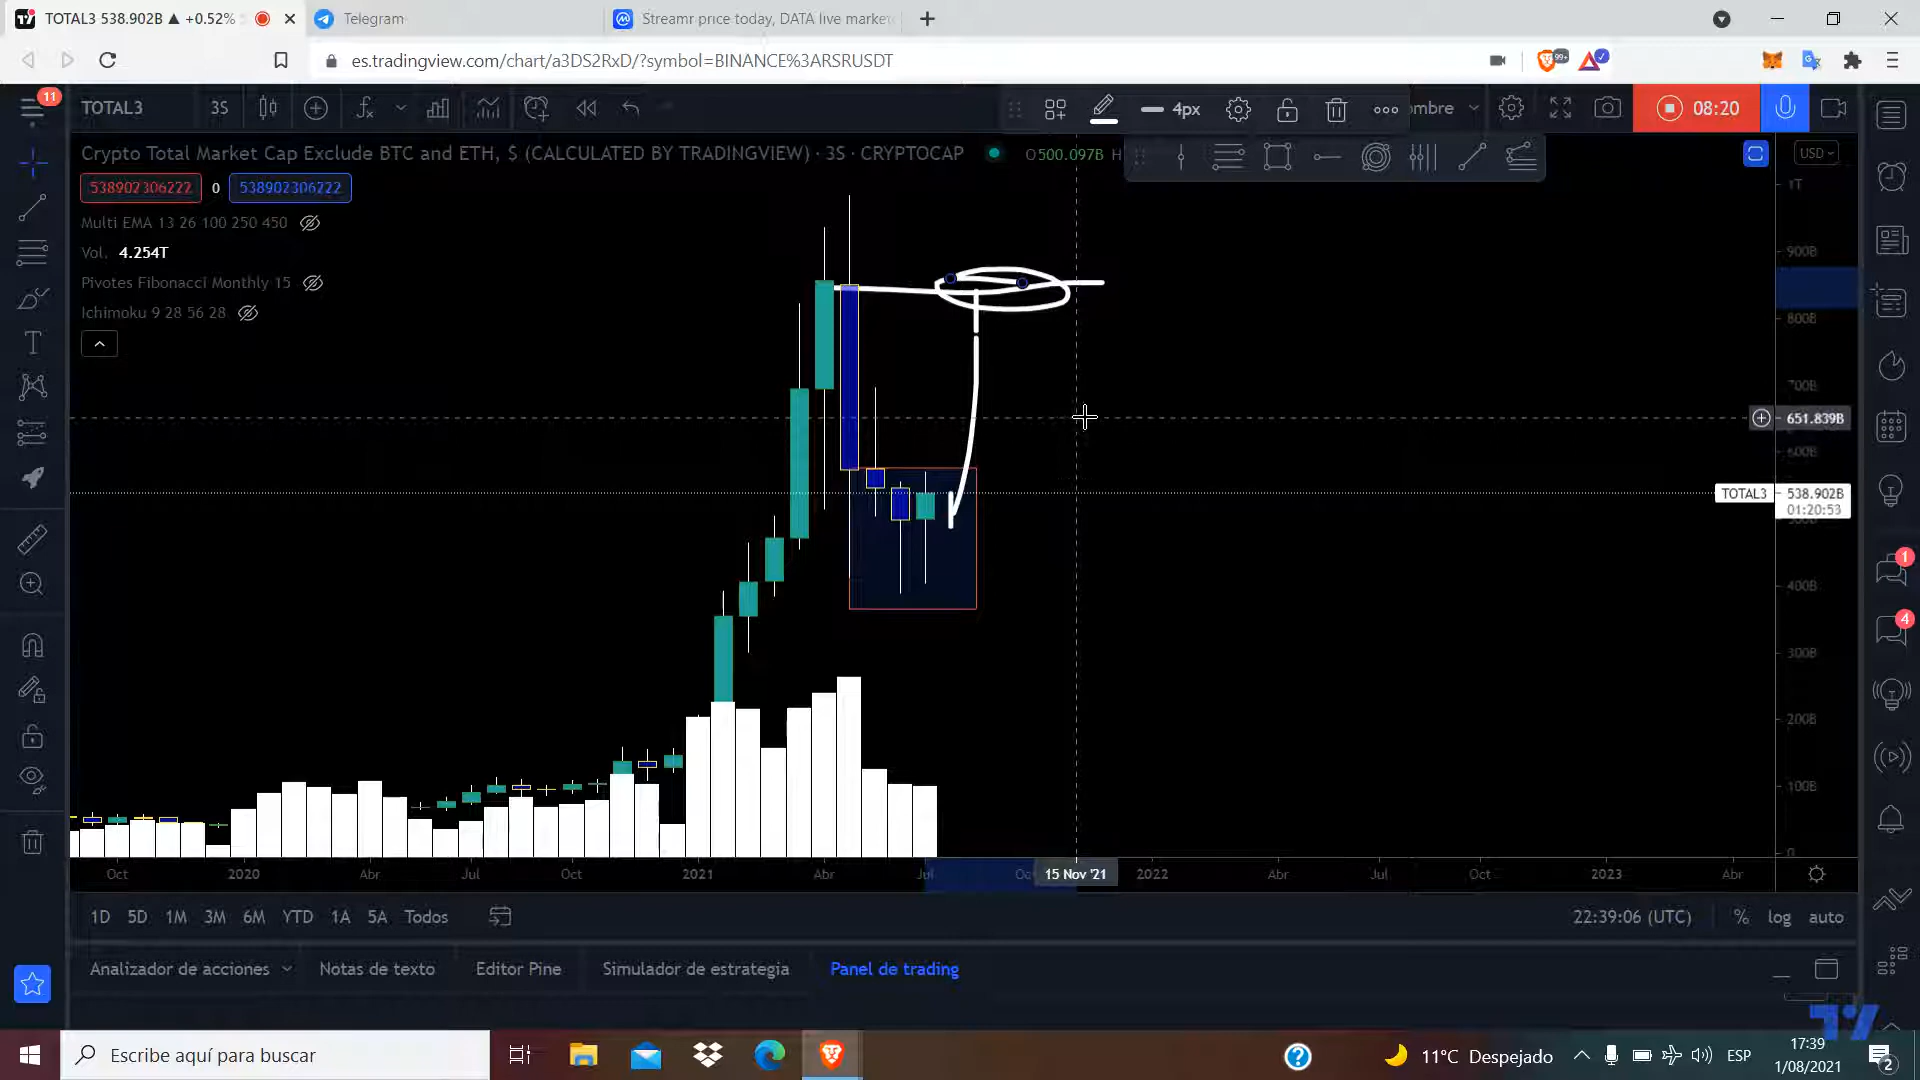 TOTAL3 538.902B ▲ +0.52%
Telegram
Streamr price today, DATA live marke
es.tradingview.com/chart/a3DS2RxD/?symbol=BINANCE%3ARSRUSDT
99+
11
TOTAL3
3S
4px
ombre
08:20
Crypto Total Market Cap Exclude BTC and ETH, $ (CALCULATED BY TRADINGVIEW) · 3S · CRYPTOCAP
O500.097B H
USD
538902306222 0 538902306222
Multi EMA 13 26 100 250 450
Vol. 4.254T
Pivotes Fibonacci Monthly 15
Ichimoku 9 28 56 28
1T
900B
800B
700B
651.839B
600B
TOTAL3 538.902B
01:20:53
400B
300B
200B
100B
0
1
4
Oct 2020 Abr Jul Oct 2021 Abr Jul 15 Nov '21 2022 Abr Jul Oct 2023 Abr
1D 5D 1M 3M 6M YTD 1A 5A Todos
22:39:06 (UTC) % log auto
Analizador de acciones Notas de texto Editor Pine Simulador de estrategia Panel de trading
Escribe aquí para buscar
11°C Despejado
ESP
17:39
1/08/2021
2